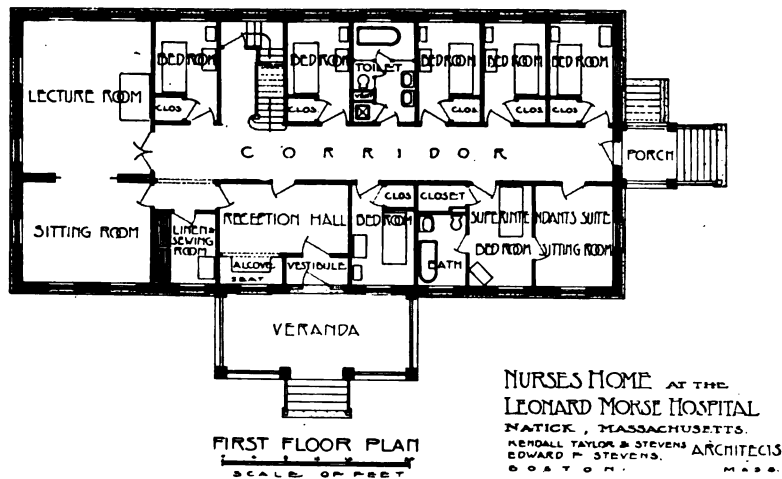 BED ROOM
BED ROOM
TOILET
BEDROOM
BED ROOM
BED ROOM
LECTURE ROOM
CLOS
CLOS.
CLOS.
CLOS.
CLOS.
CORRIDOR
PORCH
SITTING ROOM
LINEN &
SEWING
ROOM
RECEPTION HALL
CLOS
BED ROOM
CLOSET
SUPERINTENDANTS SUITE
BATH
BED ROOM
SITTING ROOM
ALCOVE
SEAT
VESTIBULE
VERANDA
NURSES HOME AT THE
LEONARD MORSE HOSPITAL
NATICK, MASSACHUSETTS.
KENDALL TAYLOR & STEVENS
EDWARD F STEVENS.
ARCHITECTS
BOSTON. MASS.
FIRST FLOOR PLAN
SCALE OF FEET